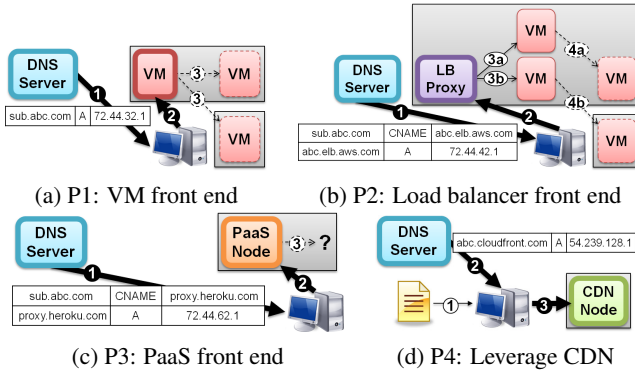 DNS
Server
1
sub.abc.com A 72.44.32.1
VM
2
3
3
VM
VM
(a) P1: VM front end
DNS
Server
1
LB
Proxy
2
3a
3b
VM
VM
4a
4b
VM
VM
sub.abc.com CNAME abc.elb.aws.com
abc.elb.aws.com A 72.44.42.1
(b) P2: Load balancer front end
DNS
Server
1
PaaS
Node
2
3
?
sub.abc.com CNAME proxy.heroku.com
proxy.heroku.com A 72.44.62.1
(c) P3: PaaS front end
DNS
Server
abc.cloudfront.com A 54.239.128.1
2
1
3
CDN
Node
(d) P4: Leverage CDN